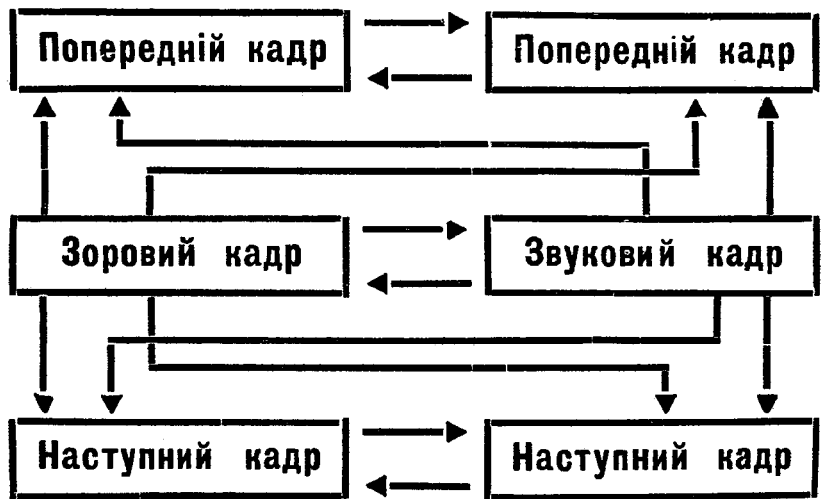 Попередній кадр
Попередній кадр
Зоровий кадр
Звуковий кадр
Наступний кадр
Наступний кадр